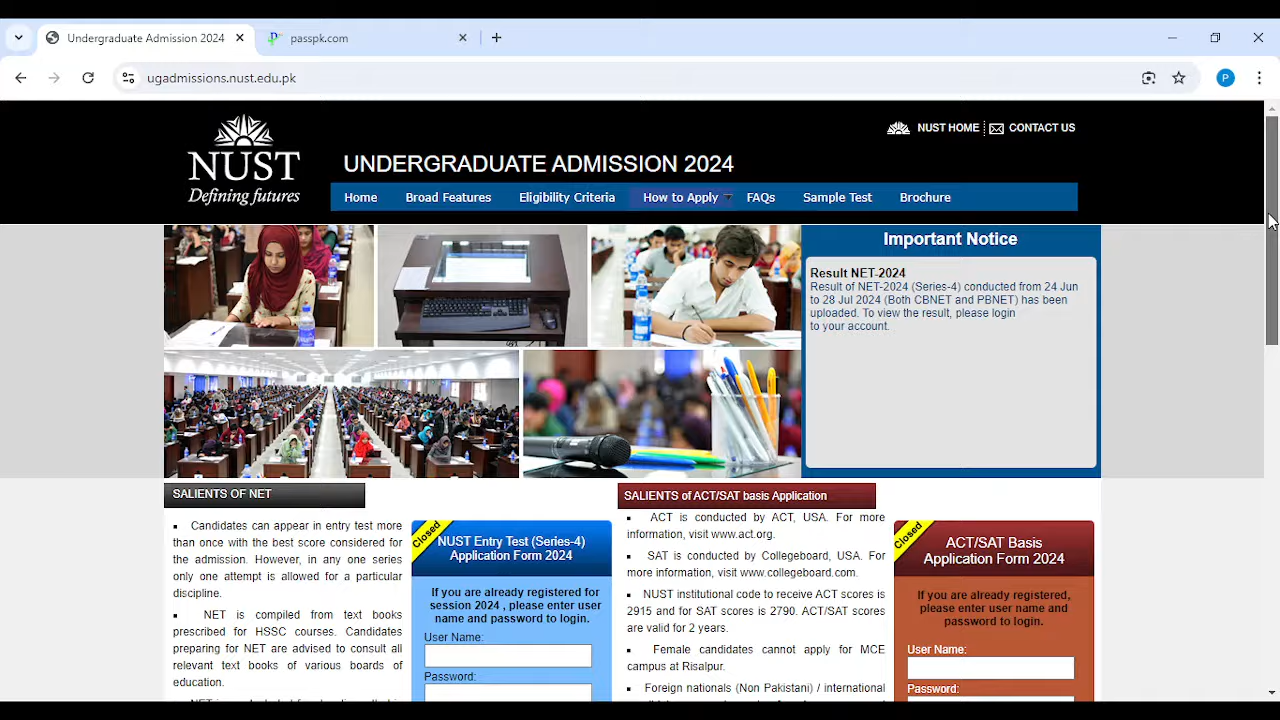 Undergraduate Admission 2024
passpk.com
ugadmissions.nust.edu.pk
P
NUST
Defining futures
NUST HOME
CONTACT US
UNDERGRADUATE ADMISSION 2024
Home
Broad Features
Eligibility Criteria
How to Apply
FAQs
Sample Test
Brochure
Important Notice
Result NET-2024
Result of NET-2024 (Series-4) conducted from 24 Jun
to 28 Jul 2024 (Both CBNET and PBNET) has been
uploaded. To view the result, please login
to your account.
SALIENTS OF NET
Candidates can appear in entry test more
than once with the best score considered for
the admission. However, in any one series
only one attempt is allowed for a particular
discipline.
NET is compiled from text books
prescribed for HSSC courses. Candidates
preparing for NET are advised to consult all
relevant text books of various boards of
education.
Closed
NUST Entry Test (Series-4)
Application Form 2024
If you are already registered for
session 2024 , please enter user
name and password to login.
User Name:
Password:
SALIENTS of ACT/SAT basis Application
ACT is conducted by ACT, USA. For more
information, visit www.act.org.
SAT is conducted by Collegeboard, USA. For
more information, visit www.collegeboard.com.
NUST institutional code to receive ACT scores is
2915 and for SAT scores is 2790. ACT/SAT scores
are valid for 2 years.
Female candidates cannot apply for MCE
campus at Risalpur.
Foreign nationals (Non Pakistani) / international
Closed
ACT/SAT Basis
Application Form 2024
If you are already registered,
please enter user name and
password to login.
User Name:
Password: